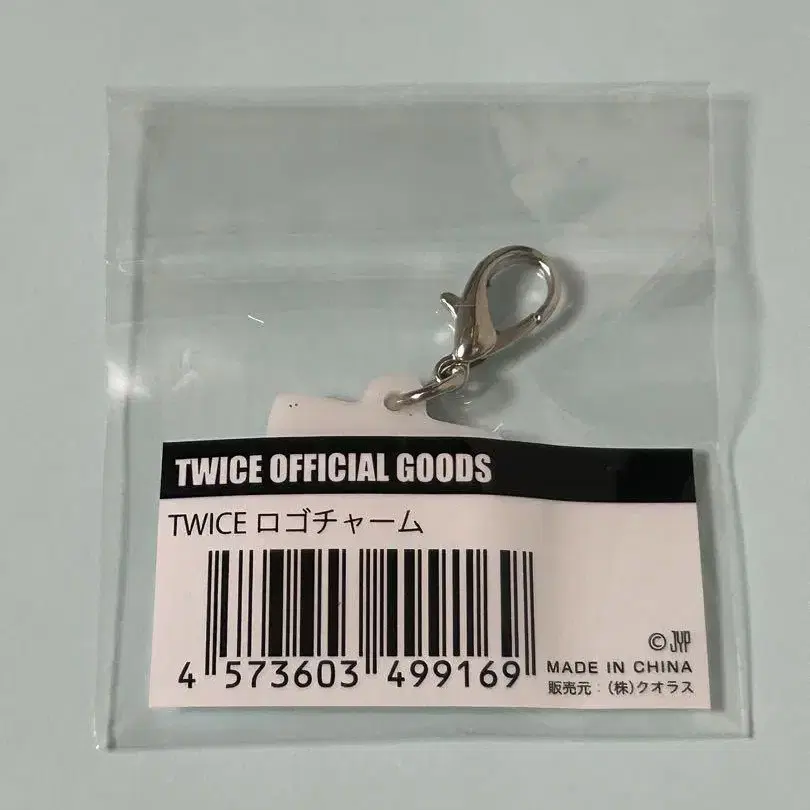 TWICE OFFICIAL GOODS
TWICE ロゴチャーム
4 573603 499169
© JYP
MADE IN CHINA
販売元:(株)クオラス